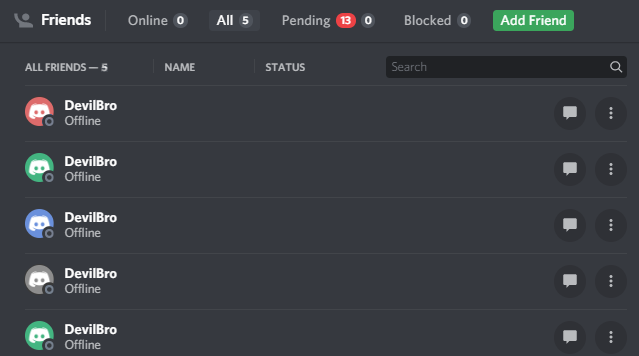 Friends Online 0 All 5 Pending 13 0 Blocked 0 Add Friend
ALL FRIENDS — 5 NAME STATUS Search
DevilBro
Offline
DevilBro
Offline
DevilBro
Offline
DevilBro
Offline
DevilBro
Offline